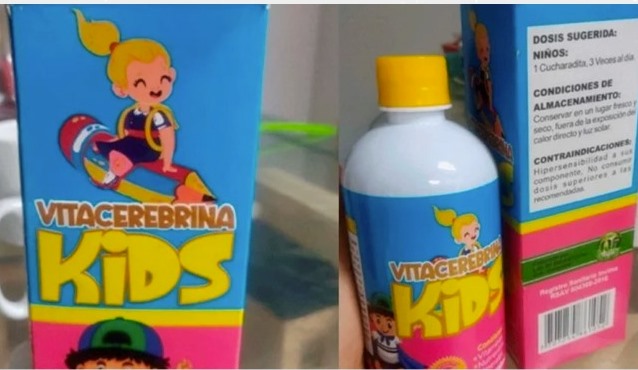 VITACEREBRINA
KiDS
VITACEREBRINA
KiDS
DOSIS SUGERIDA:
NIÑOS:
1 Cucharadita, 3 Veces al día.
CONDICIONES DE
ALMACENAMIENTO:
Conservar en un lugar fresco y
seco, fuera de la exposición del
calor directo y luz solar.
CONTRAINDICACIONES:
Hipersensibilidad a sus
componente, No consumir
dosis superiores a las
recomendadas.
Registro Sanitario